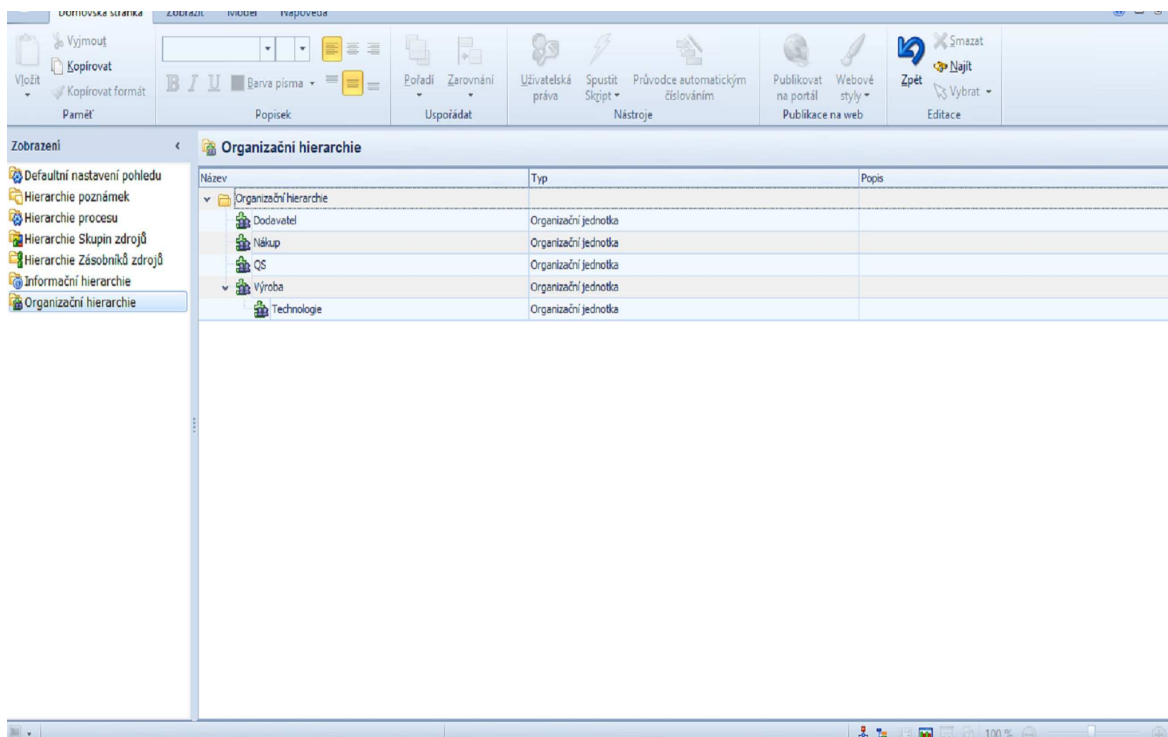 Domovská stránka Zobrazit Model Nápověda
Vložit
Vyjmout
Kopírovat
Kopírovat formát
Paměť
B I U Barva písma
Popisek
Pořadí Zarovnání
Uspořádat
Uživatelská práva
Spustit Skript
Průvodce automatickým číslováním
Nástroje
Publikovat na portál
Webové styly
Publikace na web
Zpět
Smazat
Najít
Vybrat
Editace
Zobrazení
Defaultní nastavení pohledu
Hierarchie poznámek
Hierarchie procesu
Hierarchie Skupin zdrojů
Hierarchie Zásobníků zdrojů
Informační hierarchie
Organizační hierarchie
Organizační hierarchie
Název Typ Popis
Organizační hierarchie
Dodavatel Organizační jednotka
Nákup Organizační jednotka
QS Organizační jednotka
Výroba Organizační jednotka
Technologie Organizační jednotka
100 %